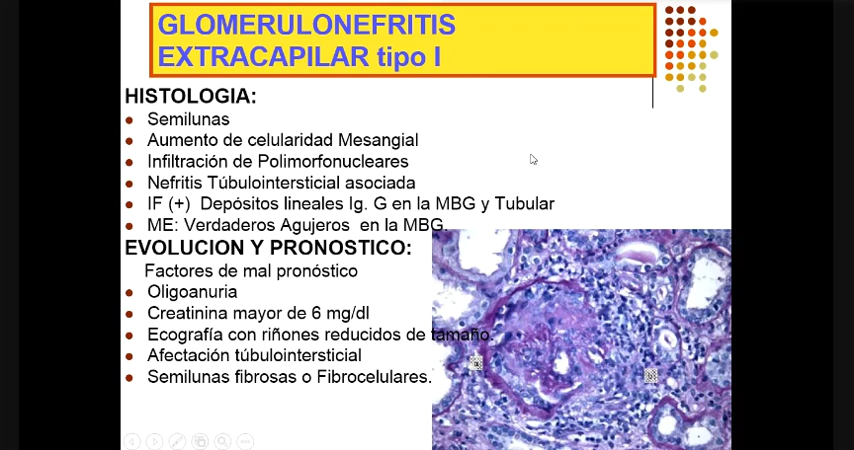 GLOMERULONEFRITIS
EXTRACAPILAR tipo I
HISTOLOGIA:
Semilunas
Aumento de celularidad Mesangial
Infiltración de Polimorfonucleares
Nefritis Túbulointersticial asociada
IF (+) Depósitos lineales Ig. G en la MBG y Tubular
ME: Verdaderos Agujeros en la MBG.
EVOLUCION Y PRONOSTICO:
Factores de mal pronóstico
Oligoanuria
Creatinina mayor de 6 mg/dl
Ecografía con riñones reducidos de tamaño.
Afectación túbulointersticial
Semilunas fibrosas o Fibrocelulares.